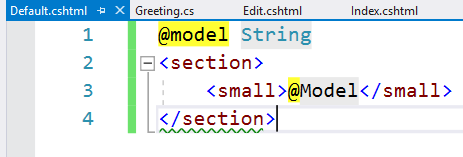 Default.cshtml Greeting.cs Edit.cshtml Index.cshtml
1 @model String
2 <section>
3 <small>@Model</small>
4 </section>